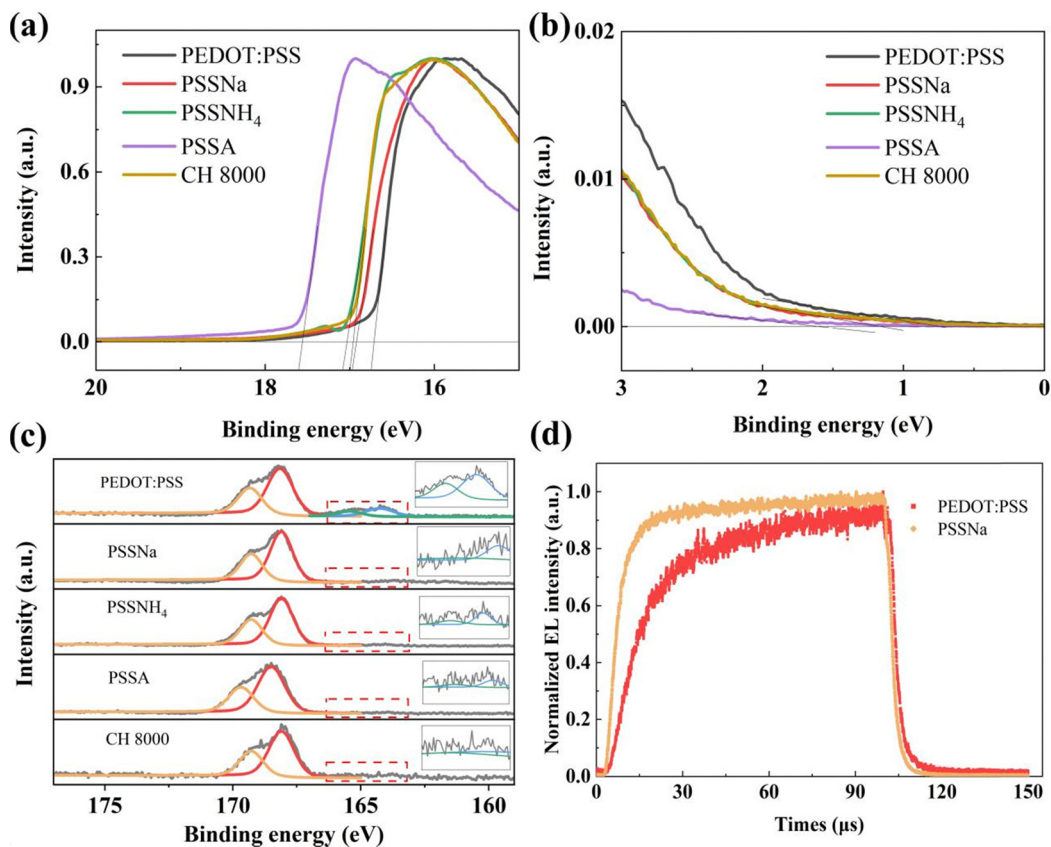 (a)
PEDOT:PSS
PSSNa
PSSNH₄
PSSA
CH 8000
Intensity (a.u.)
0.9
0.6
0.3
0.0
20
18
16
Binding energy (eV)
(b)
PEDOT:PSS
PSSNa
PSSNH₄
PSSA
CH 8000
Intensity (a.u.)
0.02
0.01
0.00
3
2
1
0
Binding energy (eV)
(c)
PEDOT:PSS
PSSNa
PSSNH₄
PSSA
CH 8000
Intensity (a.u.)
175
170
165
160
Binding energy (eV)
(d)
PEDOT:PSS
PSSNa
Normalized EL intensity (a.u.)
1.0
0.8
0.6
0.4
0.2
0.0
0
30
60
90
120
150
Times (μs)